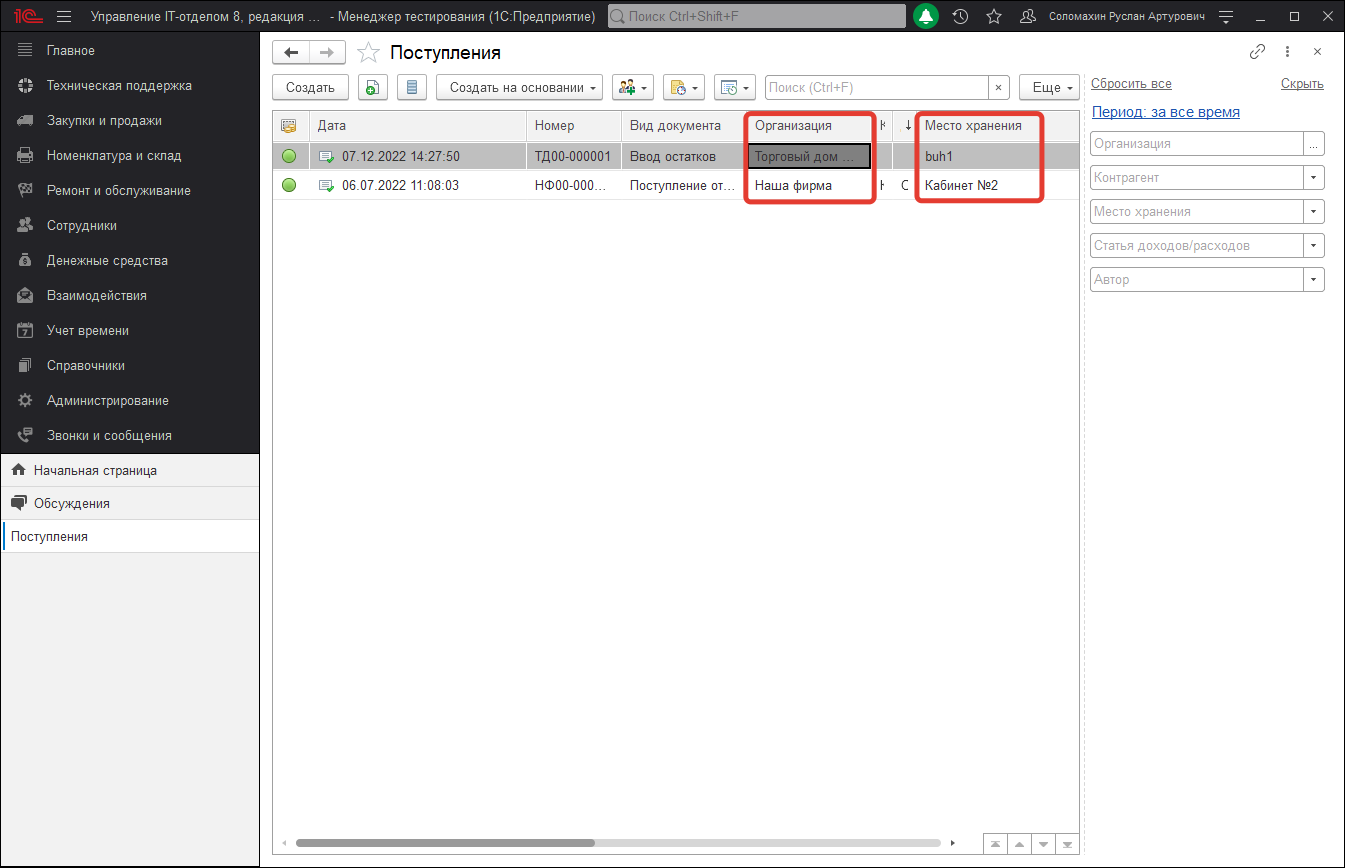 1С Управление IT-отделом 8, редакция ... - Менеджер тестирования (1С:Предприятие) Поиск Ctrl+Shift+F Соломахин Руслан Артурович
Главное
Техническая поддержка
Закупки и продажи
Номенклатура и склад
Ремонт и обслуживание
Сотрудники
Денежные средства
Взаимодействия
Учет времени
Справочники
Администрирование
Звонки и сообщения
Начальная страница
Обсуждения
Поступления
Поступления
Создать Создать на основании Поиск (Ctrl+F) × Еще
Дата Номер Вид документа Организация ↓ Место хранения
07.12.2022 14:27:50 ТД00-000001 Ввод остатков Торговый дом ... buh1
06.07.2022 11:08:03 НФ00-000... Поступление от... Наша фирма С Кабинет №2
Сбросить все Скрыть
Период: за все время
Организация ...
Контрагент
Место хранения
Статья доходов/расходов
Автор